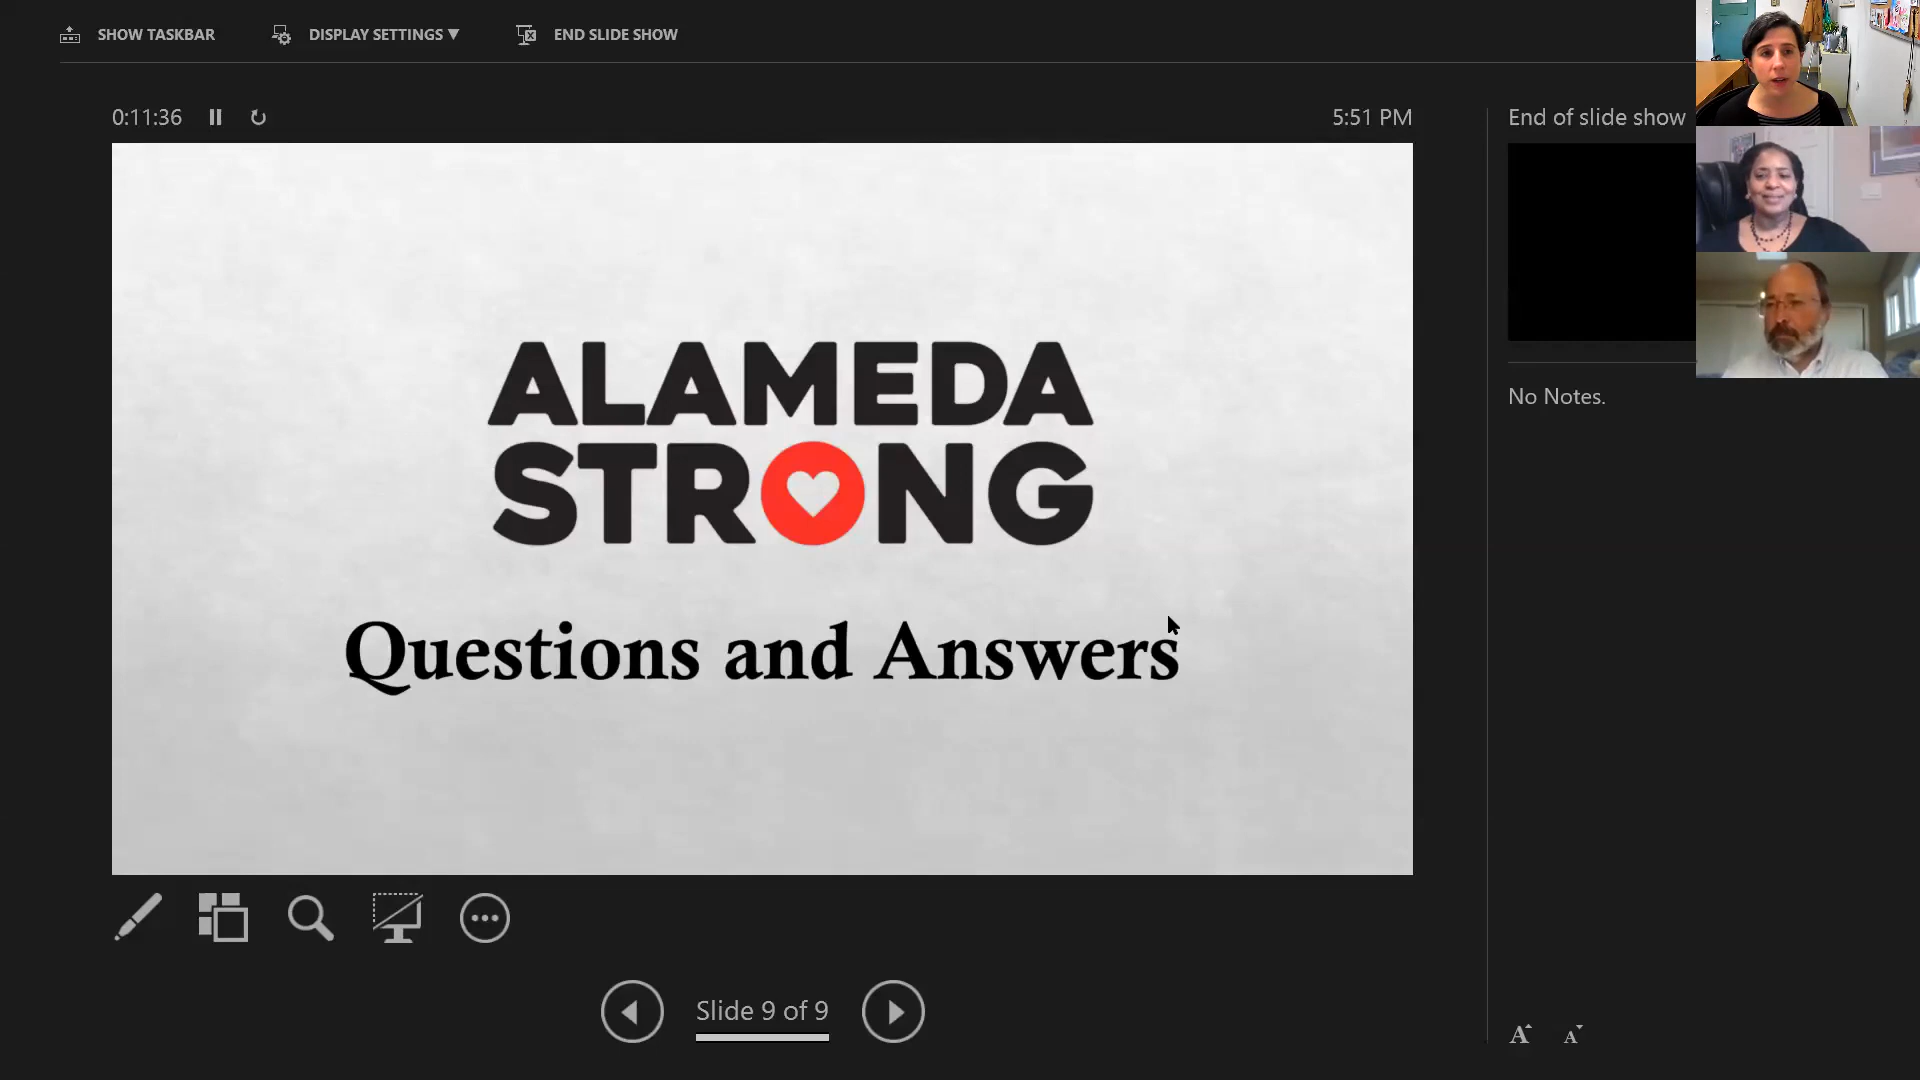 SHOW TASKBAR
DISPLAY SETTINGS ▼
END SLIDE SHOW
0:11:36
5:51 PM
End of slide show
ALAMEDA
STRONG
Questions and Answers
No Notes.
Slide 9 of 9
A A